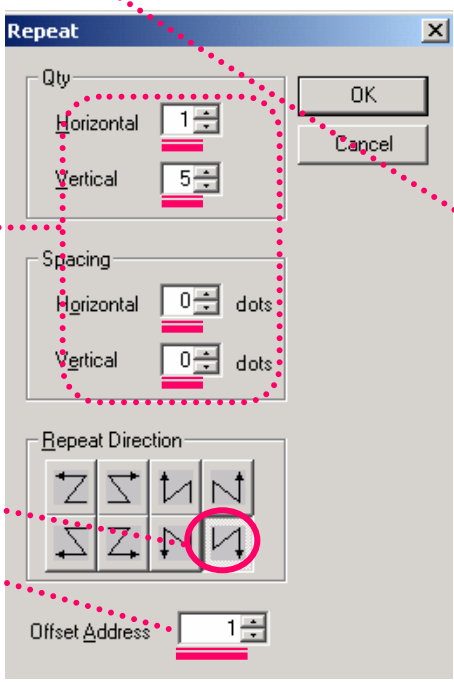 Repeat
Qty
OK
Horizontal 1
Cancel
Vertical 5
Spacing
Horizontal 0 dots
Vertical 0 dots
Repeat Direction
Offset Address 1